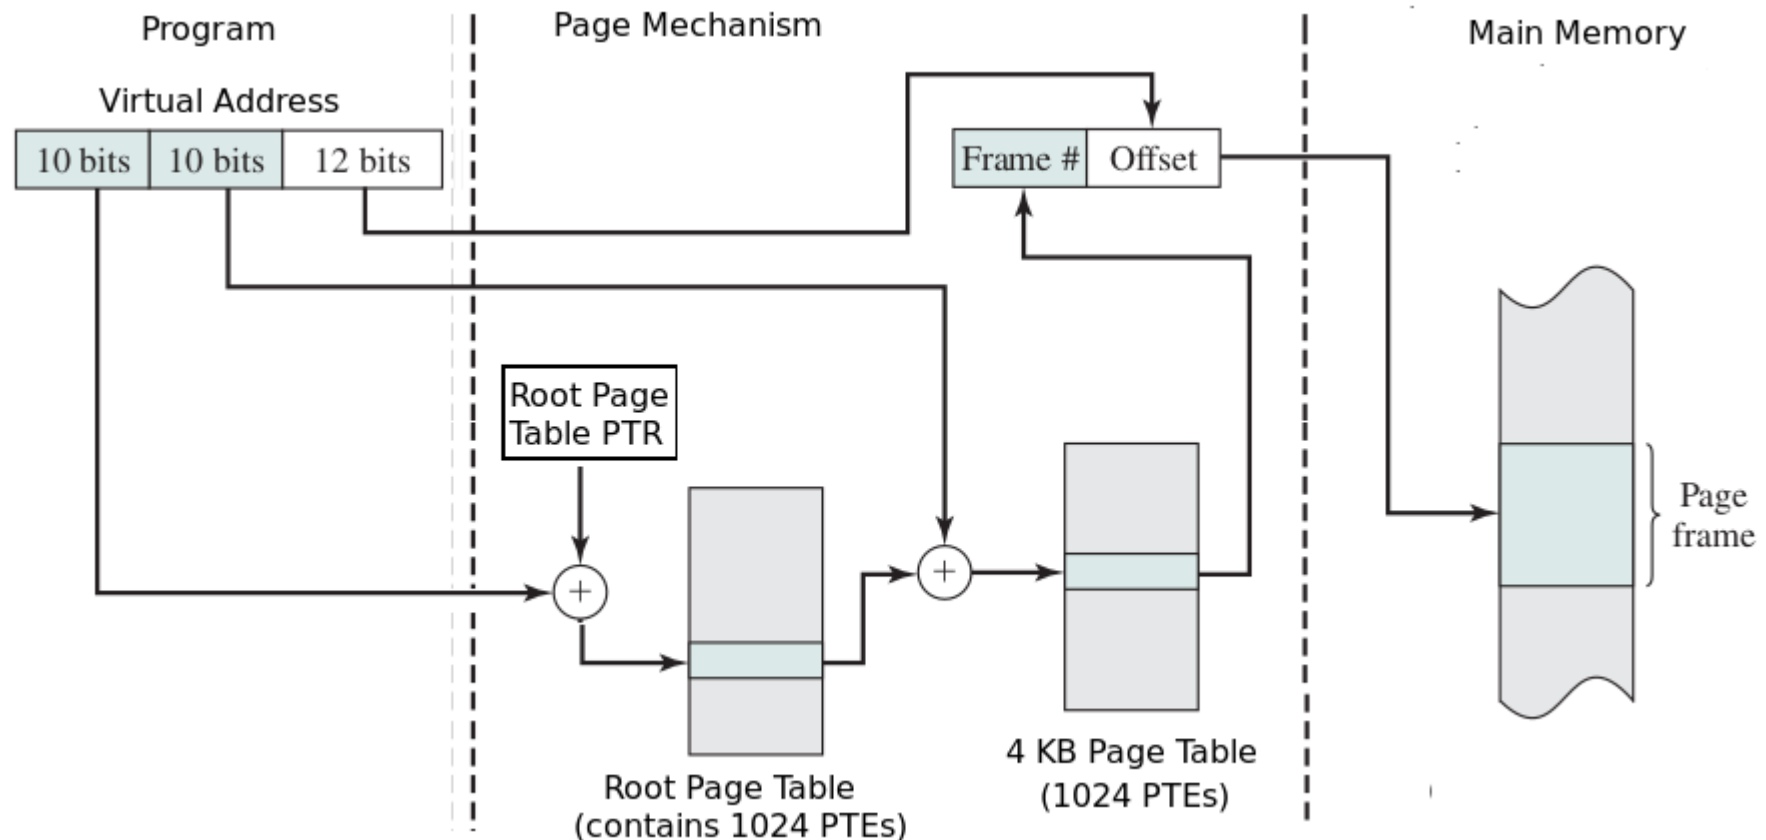 Program
Page Mechanism
Main Memory
Virtual Address
10 bits
10 bits
12 bits
Frame #
Offset
Root Page
Table PTR
+
+
Page
frame
4 KB Page Table
(1024 PTEs)
Root Page Table
(contains 1024 PTEs)